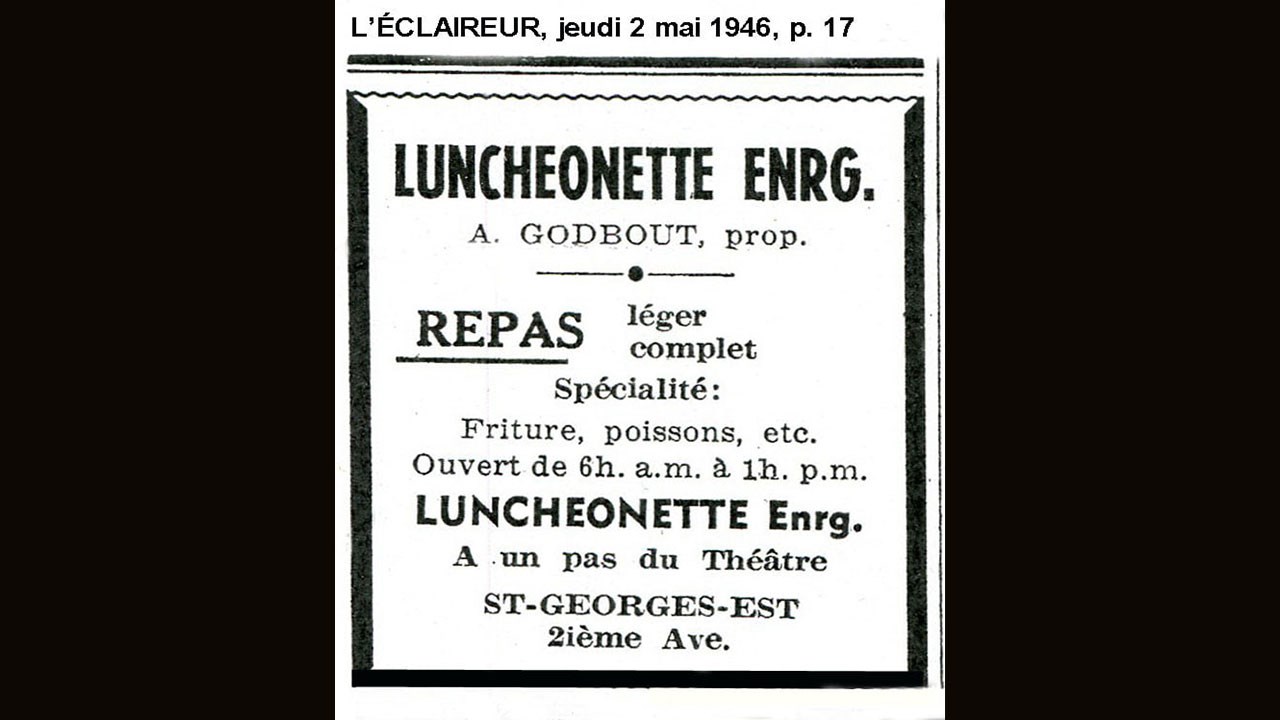 L'ÉCLAIREUR, jeudi 2 mai 1946, p. 17
LUNCHEONETTE ENRG.
A. GODBOUT, prop.
REPAS léger
complet
Spécialité:
Friture, poissons, etc.
Ouvert de 6h. a.m. à 1h. p.m.
LUNCHEONETTE Enrg.
A un pas du Théâtre
ST-GEORGES-EST
2ième Ave.